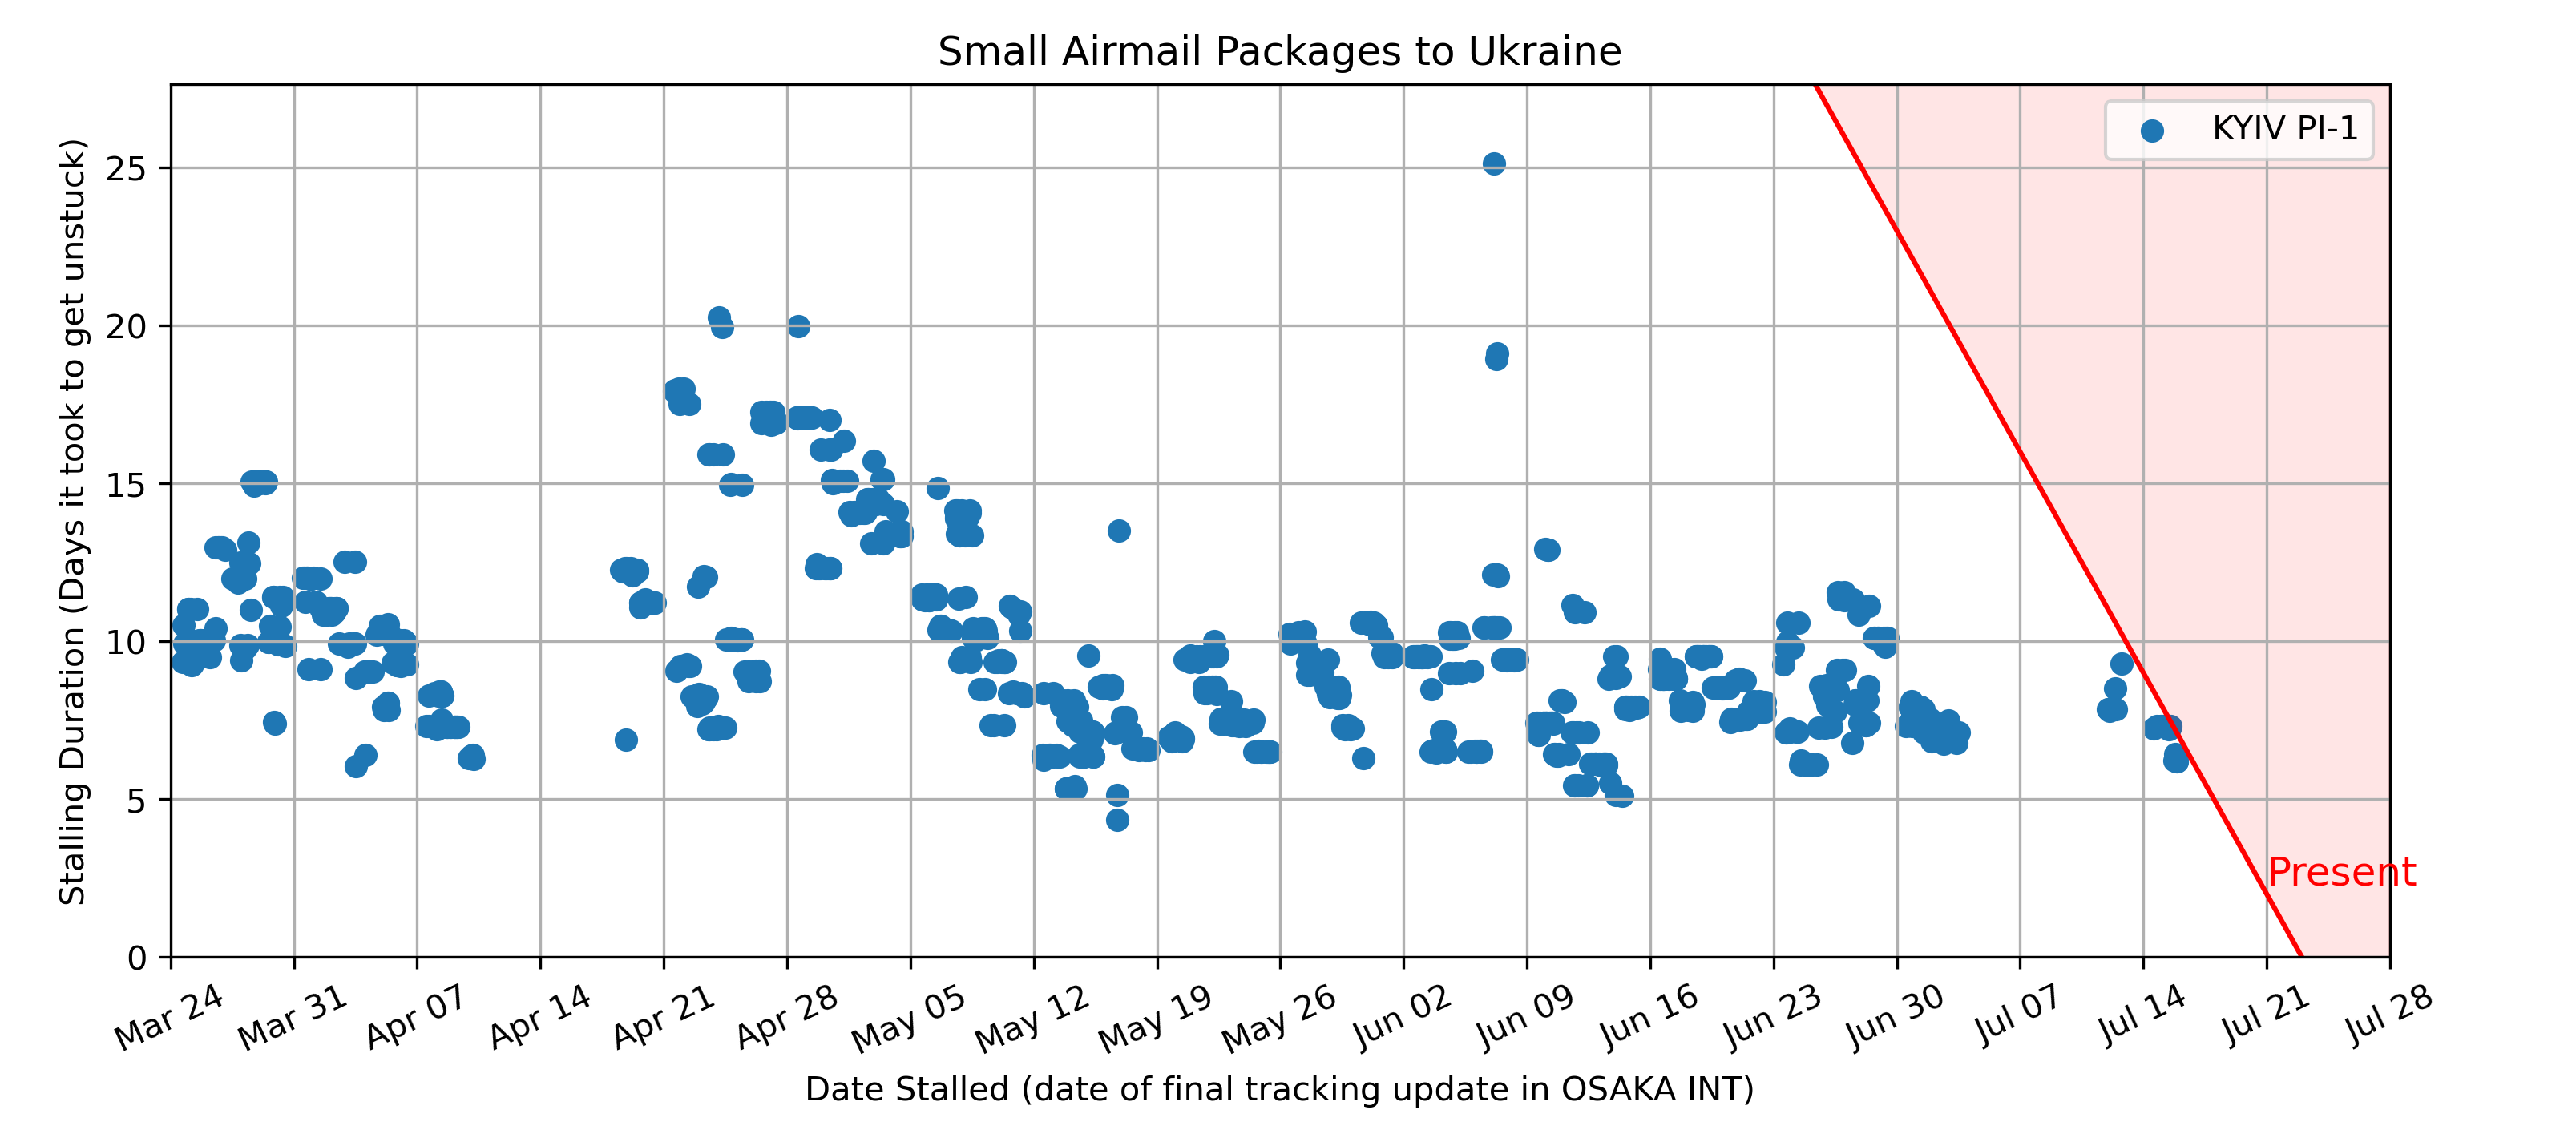 Small Airmail Packages to Ukraine
KYIV PI-1
Stalling Duration (Days it took to get unstuck)
25
20
15
10
5
0
Present
Mar 24
Mar 31
Apr 07
Apr 14
Apr 21
Apr 28
May 05
May 12
May 19
May 26
Jun 02
Jun 09
Jun 16
Jun 23
Jun 30
Jul 07
Jul 14
Jul 21
Jul 28
Date Stalled (date of final tracking update in OSAKA INT)